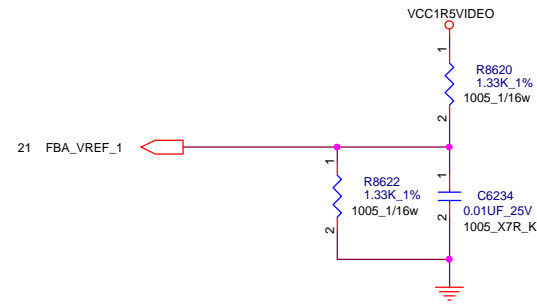 VCC1R5VIDEO
1
R8620
1.33K_1%
1005_1/16w
2
21 FBA_VREF_1
1
R8622
1.33K_1%
1005_1/16w
2
1
C6234
0.01UF_25V
1005_X7R_K
2